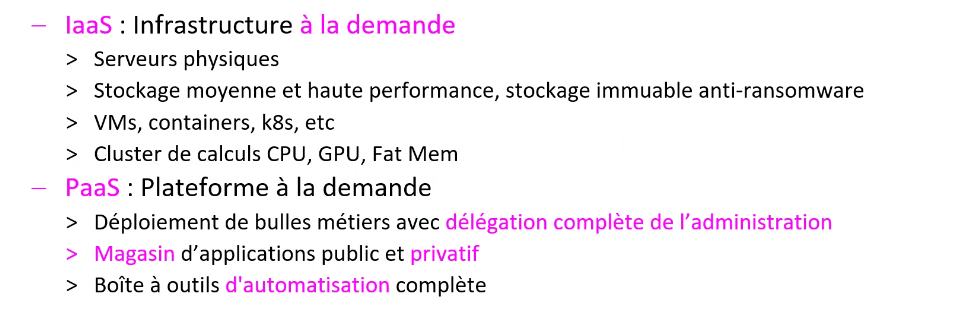 – IaaS : Infrastructure à la demande
> Serveurs physiques
> Stockage moyenne et haute performance, stockage immuable anti-ransomware
> VMs, containers, k8s, etc
> Cluster de calculs CPU, GPU, Fat Mem
– PaaS : Plateforme à la demande
> Déploiement de bulles métiers avec délégation complète de l’administration
> Magasin d’applications public et privatif
> Boîte à outils d'automatisation complète